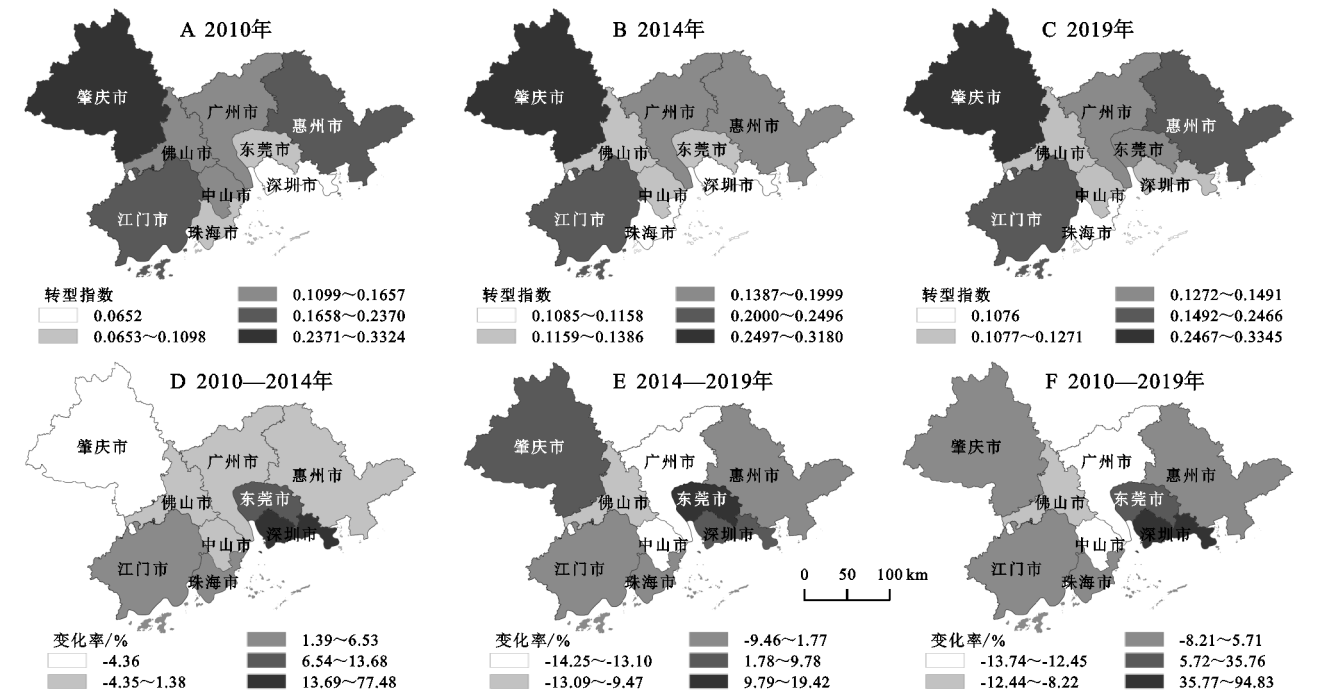 A 2010年
肇庆市
广州市
惠州市
佛山市
东莞市
深圳市
中山市
江门市
珠海市
转型指数
0.0652
0.0653～0.1098
0.1099～0.1657
0.1658～0.2370
0.2371～0.3324
B 2014年
肇庆市
广州市
惠州市
佛山市
东莞市
深圳市
中山市
江门市
珠海市
转型指数
0.1085～0.1158
0.1159～0.1386
0.1387～0.1999
0.2000～0.2496
0.2497～0.3180
C 2019年
肇庆市
广州市
惠州市
佛山市
东莞市
深圳市
中山市
江门市
珠海市
转型指数
0.1076
0.1077～0.1271
0.1272～0.1491
0.1492～0.2466
0.2467～0.3345
D 2010—2014年
肇庆市
广州市
惠州市
佛山市
东莞市
深圳市
中山市
江门市
珠海市
变化率/%
-4.36
-4.35～1.38
1.39～6.53
6.54～13.68
13.69～77.48
E 2014—2019年
肇庆市
广州市
惠州市
佛山市
东莞市
深圳市
中山市
江门市
珠海市
0 50 100 km
变化率/%
-14.25～-13.10
-13.09～-9.47
-9.46～1.77
1.78～9.78
9.79～19.42
F 2010—2019年
肇庆市
广州市
惠州市
佛山市
东莞市
深圳市
中山市
江门市
珠海市
变化率/%
-13.74～-12.45
-12.44～-8.22
-8.21～5.71
5.72～35.76
35.77～94.83